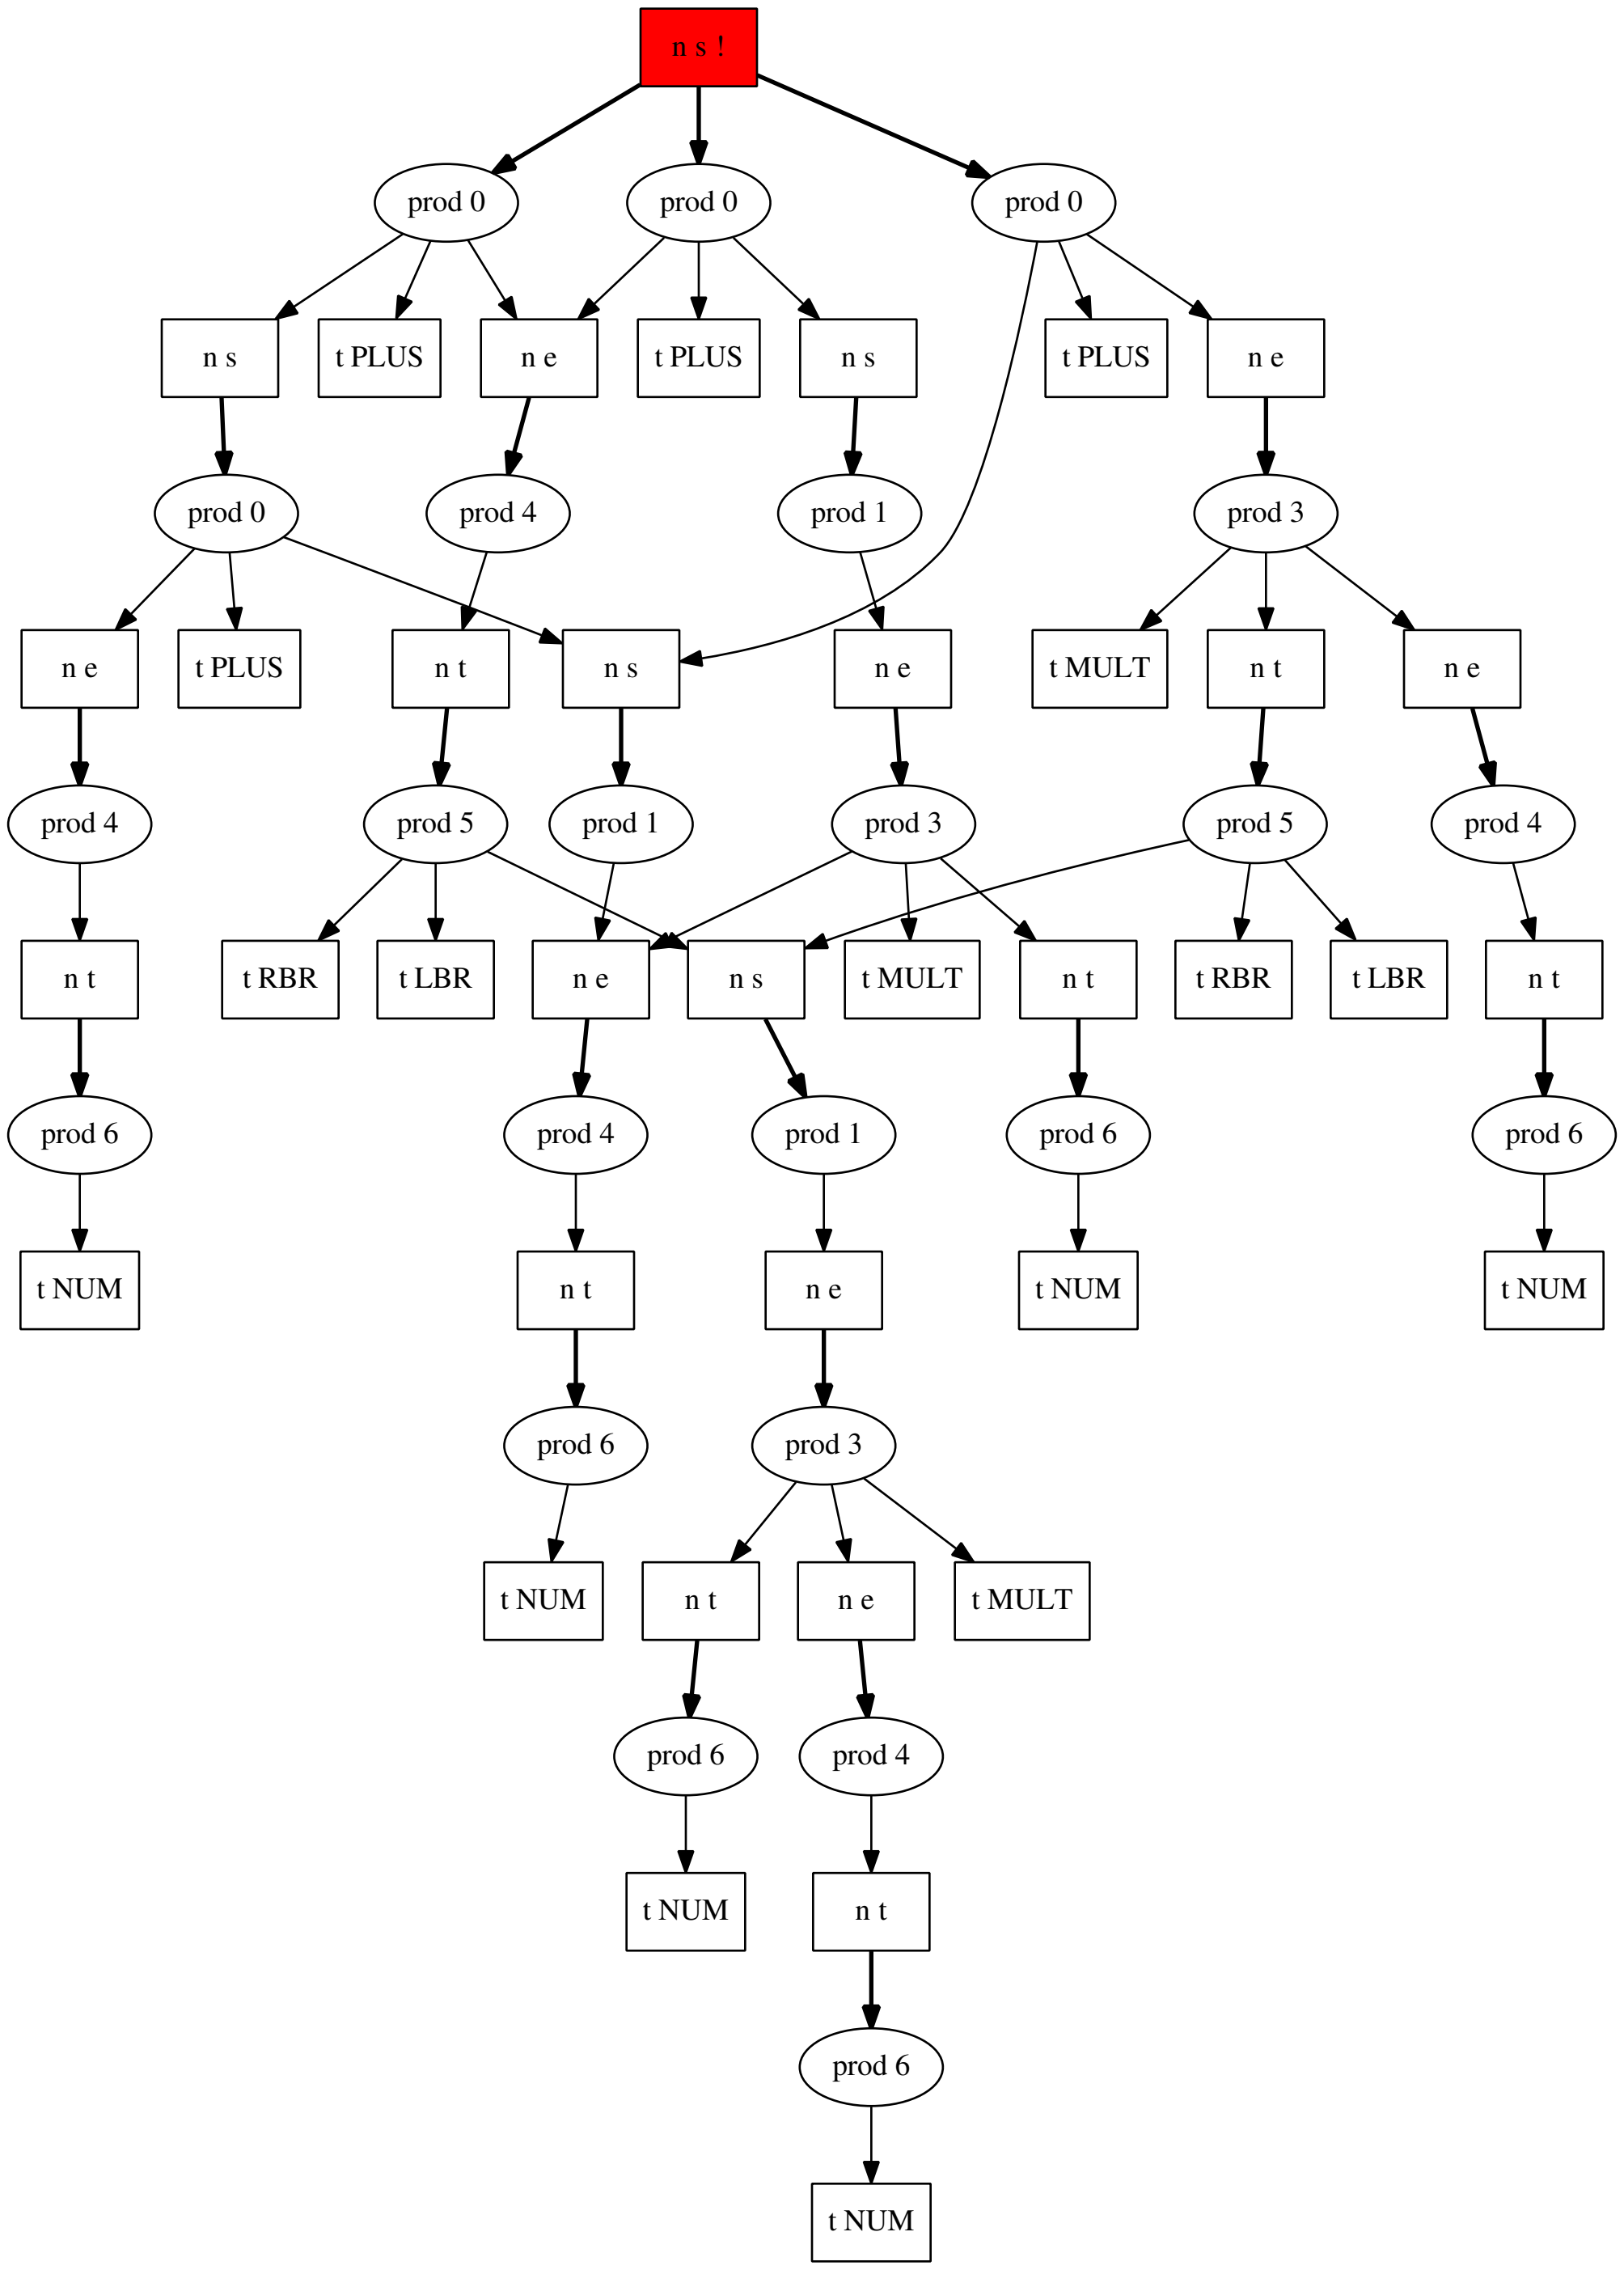 n s !
prod 0
prod 0
prod 0
n s
t PLUS
n e
t PLUS
n s
t PLUS
n e
prod 0
prod 4
prod 1
prod 3
n e
t PLUS
n t
n s
n e
t MULT
n t
n e
prod 4
prod 5
prod 1
prod 3
prod 5
prod 4
n t
t RBR
t LBR
n e
n s
t MULT
n t
t RBR
t LBR
n t
prod 6
prod 4
prod 1
prod 6
prod 6
t NUM
n t
n e
t NUM
t NUM
prod 6
prod 3
t NUM
n t
n e
t MULT
prod 6
prod 4
t NUM
n t
prod 6
t NUM